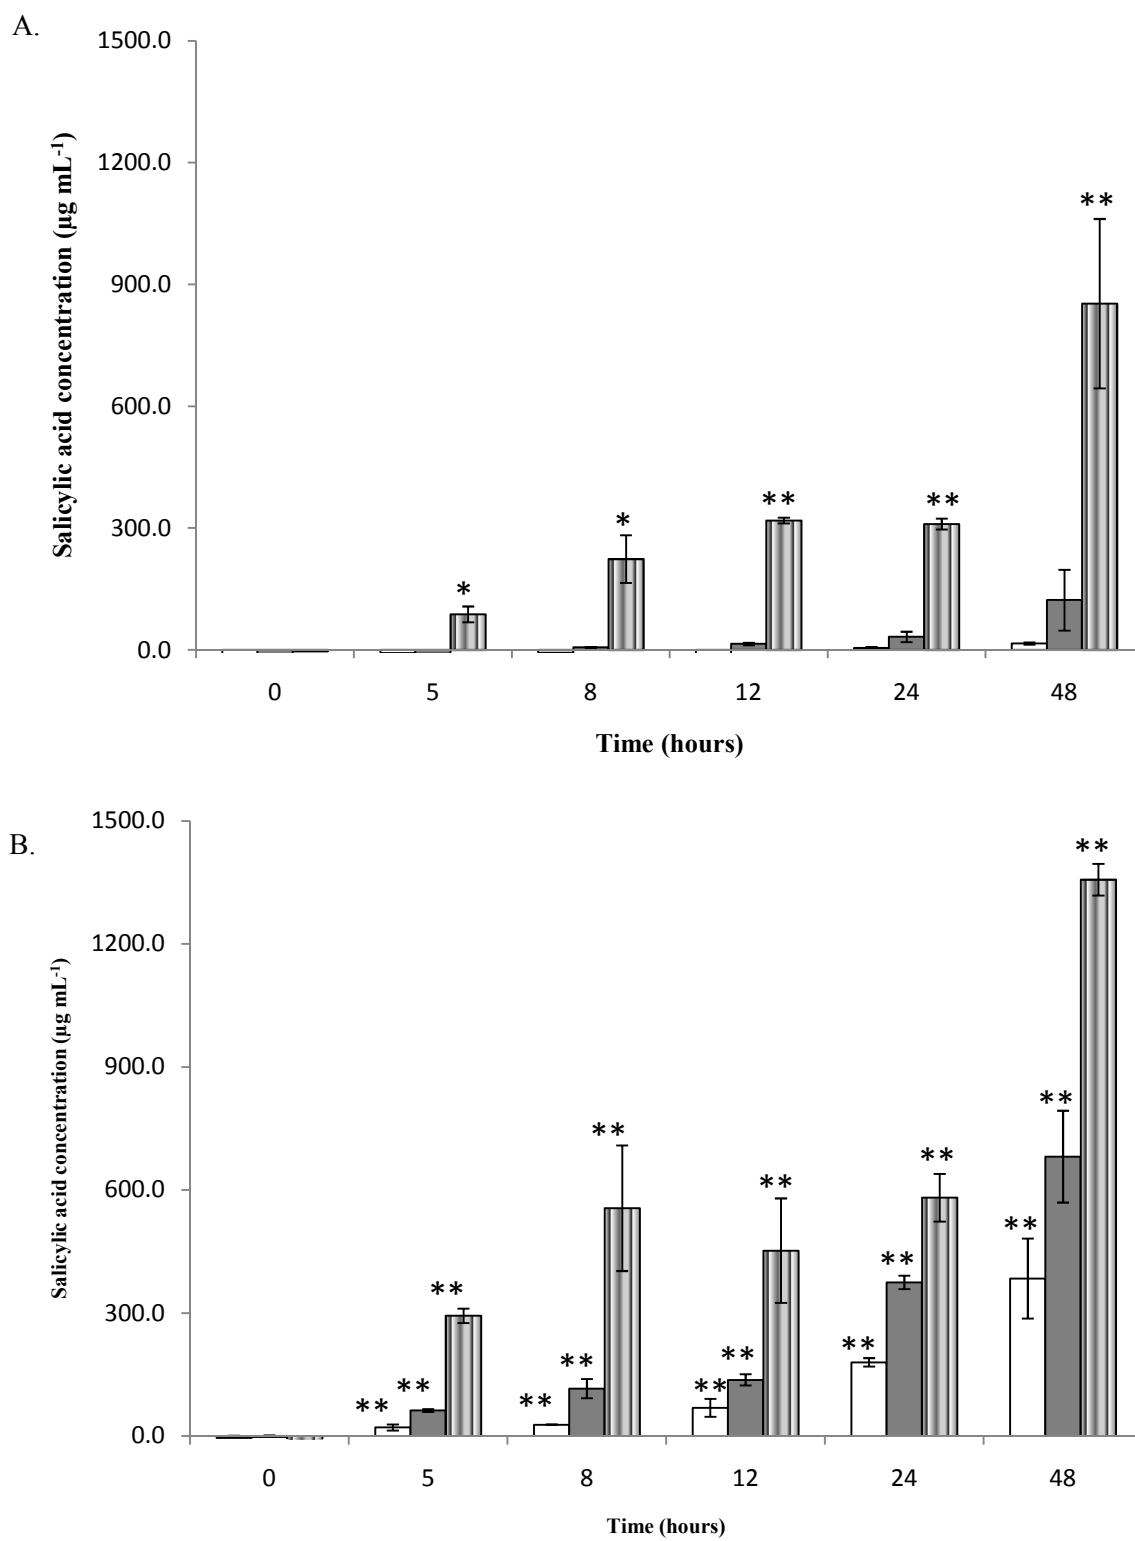 A.
1500.0
1200.0
900.0
600.0
300.0
0.0
Salicylic acid concentration (µg mL-1)
*
*
**
**
**
0 5 8 12 24 48
Time (hours)
B.
1500.0
1200.0
900.0
600.0
300.0
0.0
Salicylic acid concentration (µg mL-1)
** ** **
** ** **
** ** **
** ** **
** ** **
0 5 8 12 24 48
Time (hours)